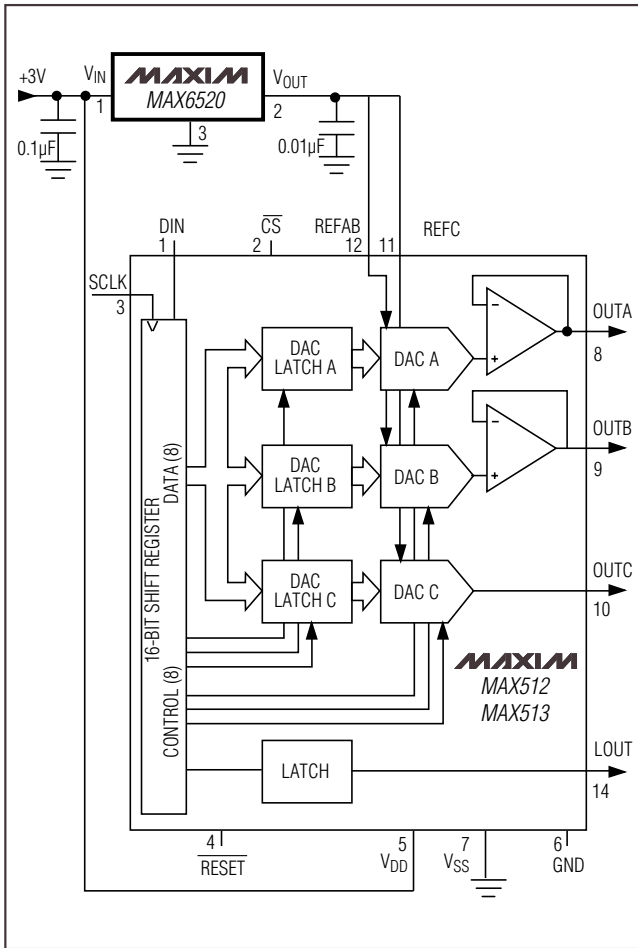 +3V
VIN
1
MAXIM
MAX6520
3
VOUT
2
0.1µF
0.01µF
DIN
1
CS
2
REFAB
12
11
REFC
SCLK
3
16-BIT SHIFT REGISTER
DATA (8)
CONTROL (8)
DAC
LATCH A
DAC A
-
+
OUTA
8
DAC
LATCH B
DAC B
-
+
OUTB
9
DAC
LATCH C
DAC C
OUTC
10
MAXIM
MAX512
MAX513
LATCH
LOUT
14
4
RESET
5
VDD
7
VSS
6
GND